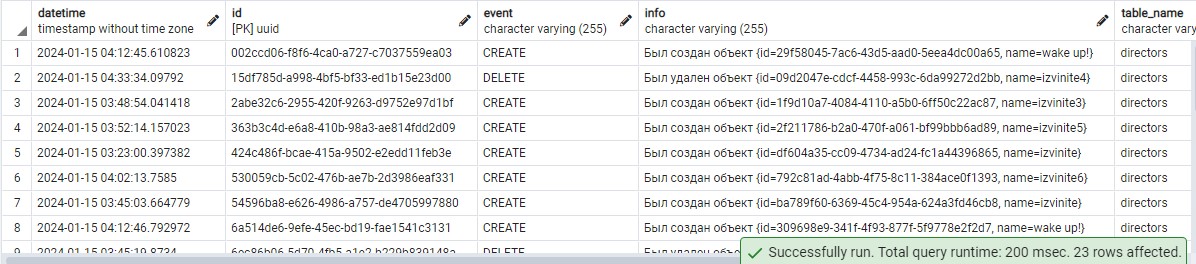 datetime id event info table_name
timestamp without time zone [PK] uuid character varying (255) character varying (255) character vary
1 2024-01-15 04:12:45.610823 002ccd06-f8f6-4ca0-a727-c7037559ea03 CREATE Был создан объект {id=29f58045-7ac6-43d5-aad0-5eea4dc00a65, name=wake up!} directors
2 2024-01-15 04:33:34.09792 15df785d-a998-4bf5-bf33-ed1b15e23d00 DELETE Был удален объект {id=09d2047e-cdcf-4458-993c-6da99272d2bb, name=izvinite4} directors
3 2024-01-15 03:48:54.041418 2abe32c6-2955-420f-9263-d9752e97d1bf CREATE Был создан объект {id=1f9d10a7-4084-4110-a5b0-6ff50c22ac87, name=izvinite3} directors
4 2024-01-15 03:52:14.157023 363b3c4d-e6a8-410b-98a3-ae814fdd2d09 CREATE Был создан объект {id=2f211786-b2a0-470f-a061-bf99bbb6ad89, name=izvinite5} directors
5 2024-01-15 03:23:00.397382 424c486f-bcae-415a-9502-e2edd11feb3e CREATE Был создан объект {id=df604a35-cc09-4734-ad24-fc1a44396865, name=izvinite} directors
6 2024-01-15 04:02:13.7585 530059cb-5c02-476b-ae7b-2d3986eaf331 CREATE Был создан объект {id=792c81ad-4abb-4f75-8c11-384ace0f1393, name=izvinite6} directors
7 2024-01-15 03:45:03.664779 54596ba8-e626-4986-a757-de4705997880 CREATE Был создан объект {id=ba789f60-6369-45c4-954a-624a3fd46cb8, name=izvinite} directors
8 2024-01-15 04:12:46.792972 6a514de6-9efe-45ec-bd19-fae1541c3131 CREATE Был создан объект {id=309698e9-341f-4f93-877f-5f9778e2f2d7, name=wake up!} directors
9 2024-01-15 03:45:19.8734 DELETE Был удален объект
Successfully run. Total query runtime: 200 msec. 23 rows affected.